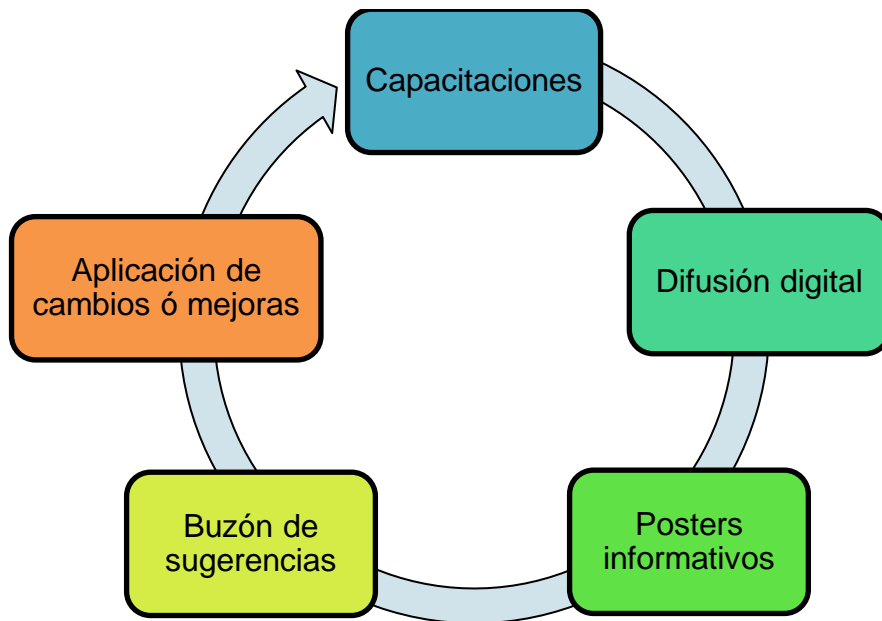 Capacitaciones
Difusión digital
Posters
informativos
Buzón de
sugerencias
Aplicación de
cambios ó mejoras